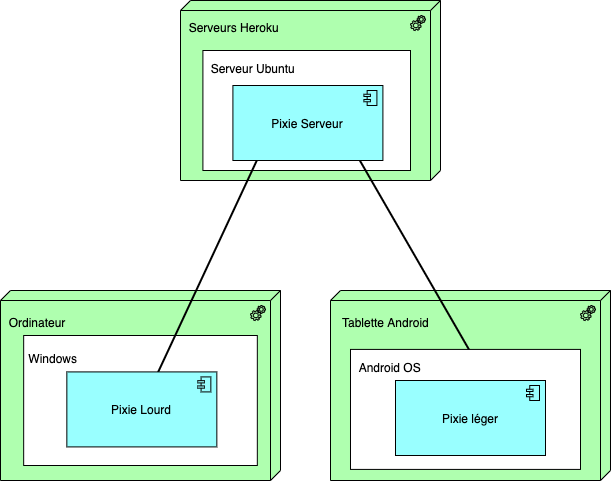 Serveurs Heroku
Serveur Ubuntu
Pixie Serveur
Ordinateur
Windows
Pixie Lourd
Tablette Android
Android OS
Pixie léger